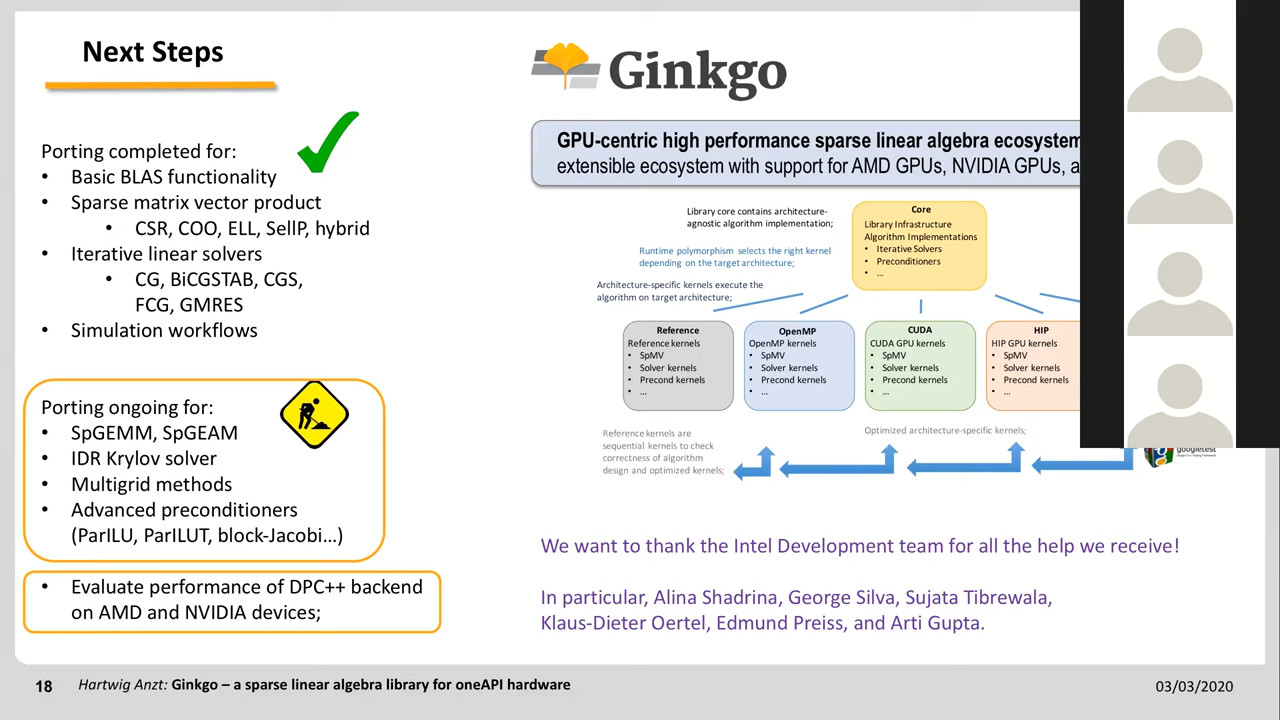 Next Steps
Porting completed for:
• Basic BLAS functionality
• Sparse matrix vector product
• CSR, COO, ELL, SellP, hybrid
• Iterative linear solvers
• CG, BiCGSTAB, CGS,
FCG, GMRES
• Simulation workflows
Porting ongoing for:
• SpGEMM, SpGEAM
• IDR Krylov solver
• Multigrid methods
• Advanced preconditioners
(ParILU, ParILUT, block-Jacobi…)
• Evaluate performance of DPC++ backend
on AMD and NVIDIA devices;
Ginkgo
GPU-centric high performance sparse linear algebra ecosystem
extensible ecosystem with support for AMD GPUs, NVIDIA GPUs, a
Library core contains architecture-
agnostic algorithm implementation;
Runtime polymorphism selects the right kernel
depending on the target architecture;
Architecture-specific kernels execute the
algorithm on target architecture;
Core
Library Infrastructure
Algorithm Implementations
• Iterative Solvers
• Preconditioners
• …
Reference
Reference kernels
• SpMV
• Solver kernels
• Precond kernels
• …
OpenMP
OpenMP kernels
• SpMV
• Solver kernels
• Precond kernels
• …
CUDA
CUDA GPU kernels
• SpMV
• Solver kernels
• Precond kernels
• …
HIP
HIP GPU kernels
• SpMV
• Solver kernels
• Precond kernels
• …
Reference kernels are
sequential kernels to check
correctness of algorithm
design and optimized kernels;
Optimized architecture-specific kernels;
googletest
We want to thank the Intel Development team for all the help we receive!
In particular, Alina Shadrina, George Silva, Sujata Tibrewala,
Klaus-Dieter Oertel, Edmund Preiss, and Arti Gupta.
18
Hartwig Anzt: Ginkgo – a sparse linear algebra library for oneAPI hardware
03/03/2020